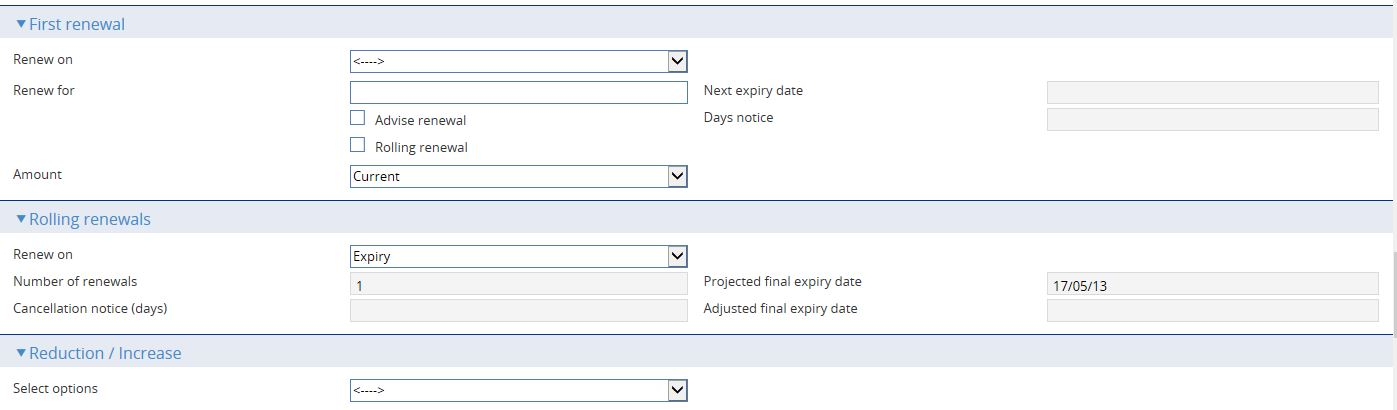 First renewal
Renew on <---->
Renew for Next expiry date
Advise renewal Days notice
Rolling renewal
Amount Current
Rolling renewals
Renew on Expiry
Number of renewals 1 Projected final expiry date 17/05/13
Cancellation notice (days) Adjusted final expiry date
Reduction / Increase
Select options <---->